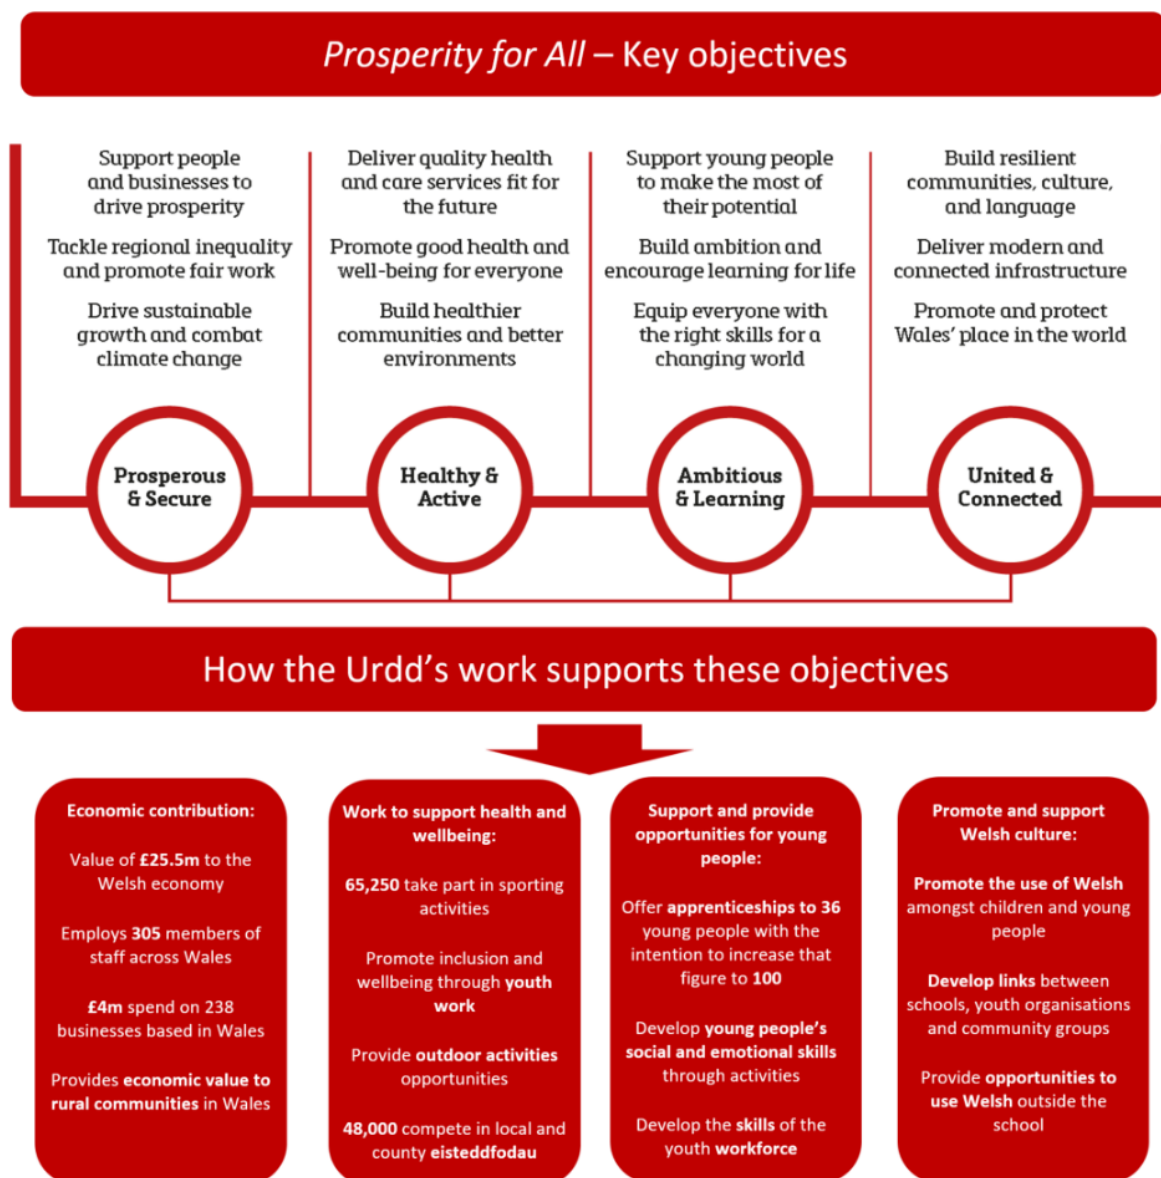 Prosperity for All – Key objectives
Support people
and businesses to
drive prosperity
Tackle regional inequality
and promote fair work
Drive sustainable
growth and combat
climate change
Prosperous
& Secure
Deliver quality health
and care services fit for
the future
Promote good health and
well-being for everyone
Build healthier
communities and better
environments
Healthy &
Active
Support young people
to make the most of
their potential
Build ambition and
encourage learning for life
Equip everyone with
the right skills for a
changing world
Ambitious
& Learning
Build resilient
communities, culture,
and language
Deliver modern and
connected infrastructure
Promote and protect
Wales’ place in the world
United &
Connected
How the Urdd’s work supports these objectives
Economic contribution:
Value of £25.5m to the
Welsh economy
Employs 305 members of
staff across Wales
£4m spend on 238
businesses based in Wales
Provides economic value to
rural communities in Wales
Work to support health and
wellbeing:
65,250 take part in sporting
activities
Promote inclusion and
wellbeing through youth
work
Provide outdoor activities
opportunities
48,000 compete in local and
county eisteddfodau
Support and provide
opportunities for young
people:
Offer apprenticeships to 36
young people with the
intention to increase that
figure to 100
Develop young people’s
social and emotional skills
through activities
Develop the skills of the
youth workforce
Promote and support
Welsh culture:
Promote the use of Welsh
amongst children and young
people
Develop links between
schools, youth organisations
and community groups
Provide opportunities to
use Welsh outside the
school